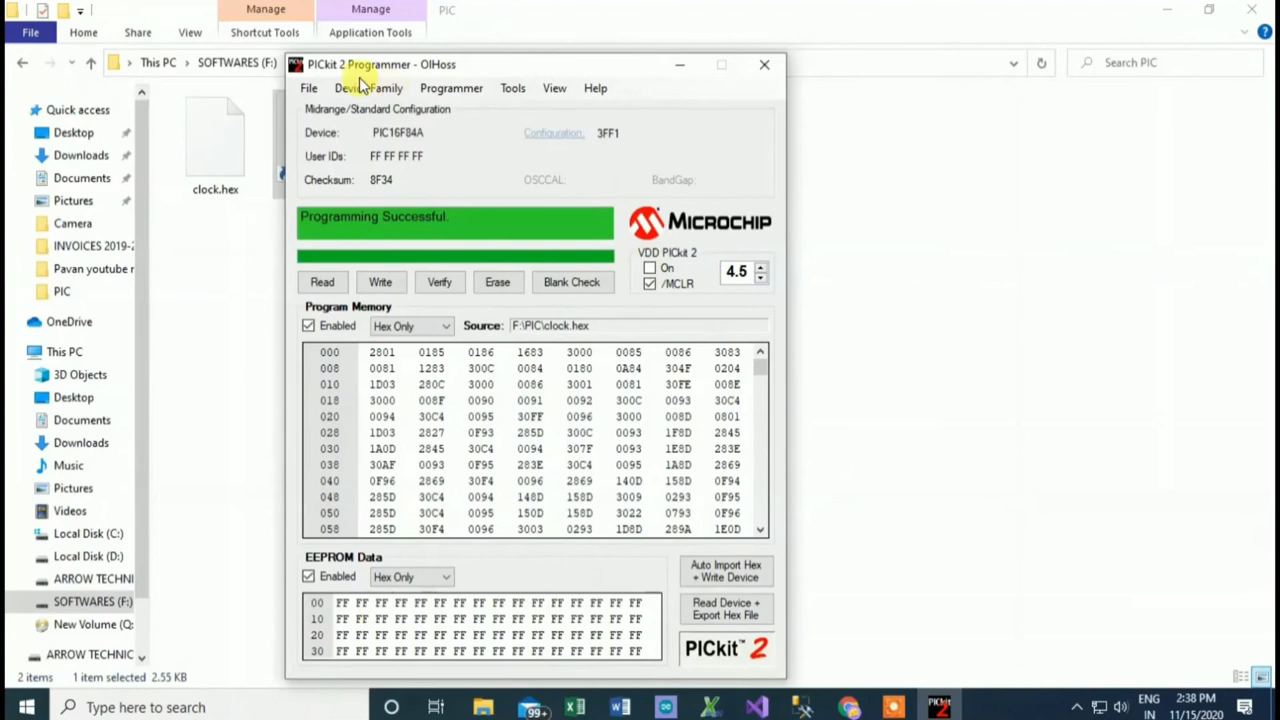 Manage
Manage
PIC
File
Home
Share
View
Shortcut Tools
Application Tools
This PC
SOFTWARES (F:)
Search PIC
Quick access
Desktop
Downloads
Documents
Pictures
Camera
INVOICES 2019-2
Pavan youtube r
PIC
OneDrive
This PC
3D Objects
Desktop
Documents
Downloads
Music
Pictures
Videos
Local Disk (C:)
Local Disk (D:)
ARROW TECHNI
SOFTWARES (F:)
New Volume (Q:
ARROW TECHNIC
2 items
1 item selected 2.55 KB
clock.hex
PICkit 2 Programmer - OlHoss
File
Device Family
Programmer
Tools
View
Help
Midrange/Standard Configuration
Device: PIC16F84A
Configuration: 3FF1
User IDs: FF FF FF FF
Checksum: 8F34
OSCCAL:
BandGap:
Programming Successful.
MICROCHIP
VDD PICkit 2
On
/MCLR
4.5
Read
Write
Verify
Erase
Blank Check
Program Memory
Enabled
Hex Only
Source: F:\PIC\clock.hex
000 2801 0185 0186 1683 3000 0085 0086 3083
008 0081 1283 300C 0084 0180 0A84 304F 0204
010 1D03 280C 3000 0086 3001 0081 30FE 008E
018 3000 008F 0090 0091 0092 300C 0093 30C4
020 0094 30C4 0095 30FF 0096 3000 008D 0801
028 1D03 2827 0F93 285D 300C 0093 1F8D 2845
030 1A0D 2845 30C4 0094 307F 0093 1E8D 283E
038 30AF 0093 0F95 283E 30C4 0095 1A8D 2869
040 0F96 2869 30F4 0096 2869 140D 158D 0F94
048 285D 30C4 0094 148D 158D 3009 0293 0F95
050 285D 30C4 0095 150D 158D 3022 0793 0F96
058 285D 30F4 0096 3003 0293 1D8D 289A 1E0D
EEPROM Data
Enabled
Hex Only
00 FF FF FF FF FF FF FF FF FF FF FF FF FF FF FF FF
10 FF FF FF FF FF FF FF FF FF FF FF FF FF FF FF FF
20 FF FF FF FF FF FF FF FF FF FF FF FF FF FF FF FF
30 FF FF FF FF FF FF FF FF FF FF FF FF FF FF FF FF
Auto Import Hex
+ Write Device
Read Device +
Export Hex File
PICkit™ 2
Type here to search
99+
ENG
IN
2:38 PM
11/15/2020